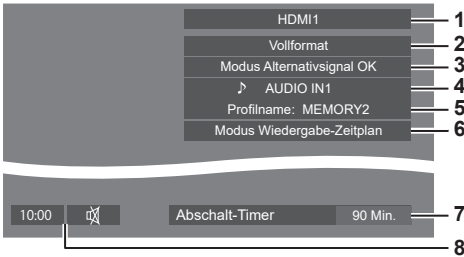 HDMI1 1
Vollformat 2
Modus Alternativsignal OK 3
♪ AUDIO IN1 4
Profilname: MEMORY2 5
Modus Wiedergabe-Zeitplan 6
10:00 Abschalt-Timer 90 Min. 7
8